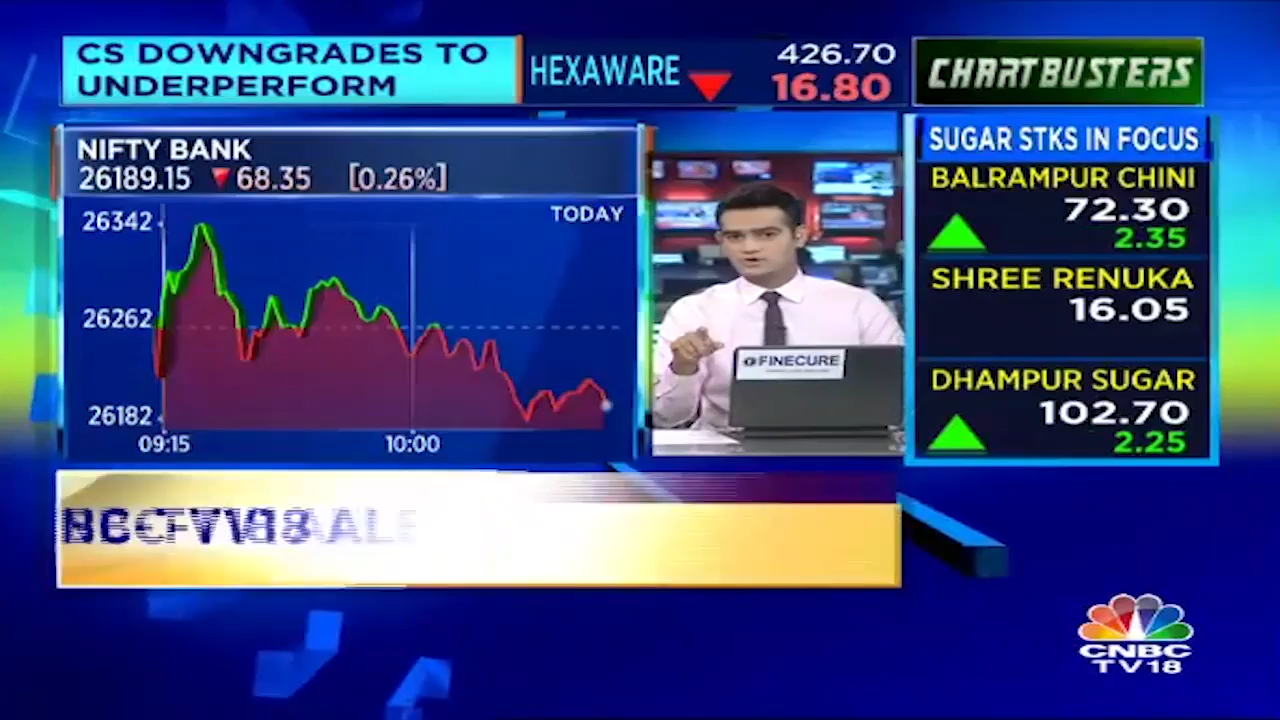 CS DOWNGRADES TO
UNDERPERFORM
HEXAWARE
426.70
16.80
CHARTBUSTERS
NIFTY BANK
26189.15 68.35 [0.26%]
TODAY
26342
26262
26182
09:15 10:00
FINECURE
SUGAR STKS IN FOCUS
BALRAMPUR CHINI
72.30
2.35
SHREE RENUKA
16.05
DHAMPUR SUGAR
102.70
2.25
CNBC
TV18